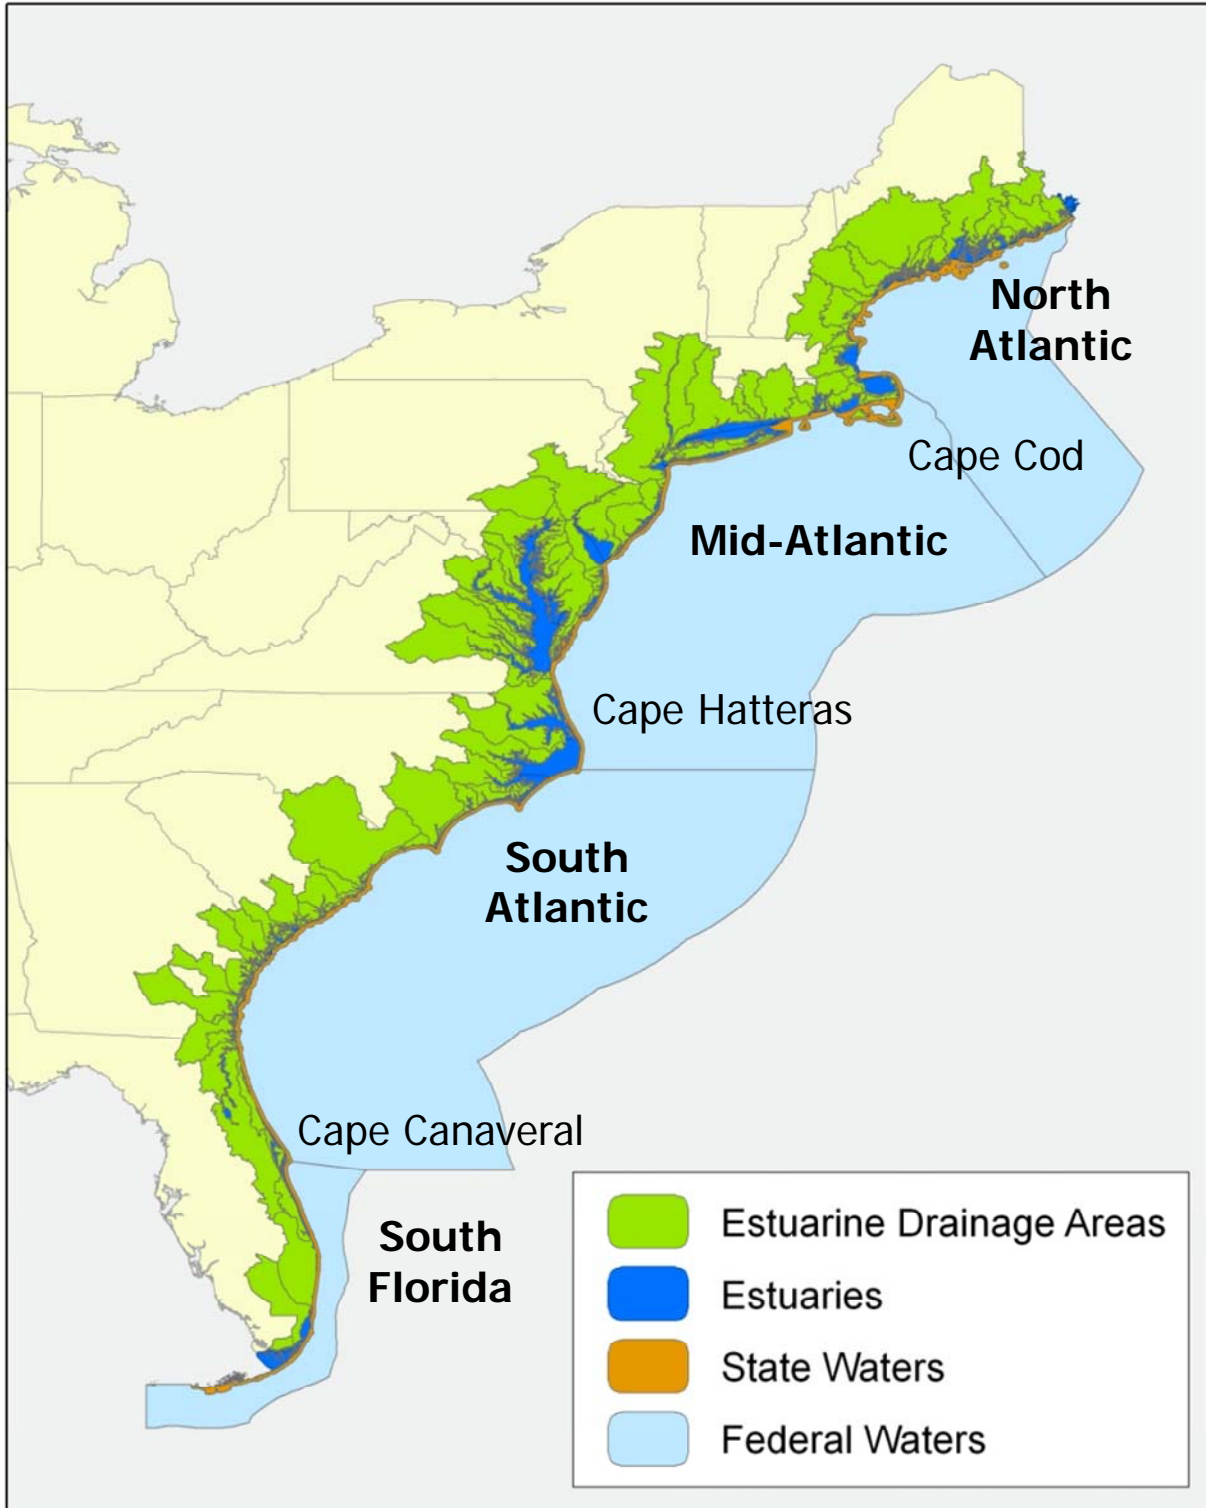 North
Atlantic
Cape Cod
Mid-Atlantic
Cape Hatteras
South
Atlantic
Cape Canaveral
South
Florida
Estuarine Drainage Areas
Estuaries
State Waters
Federal Waters